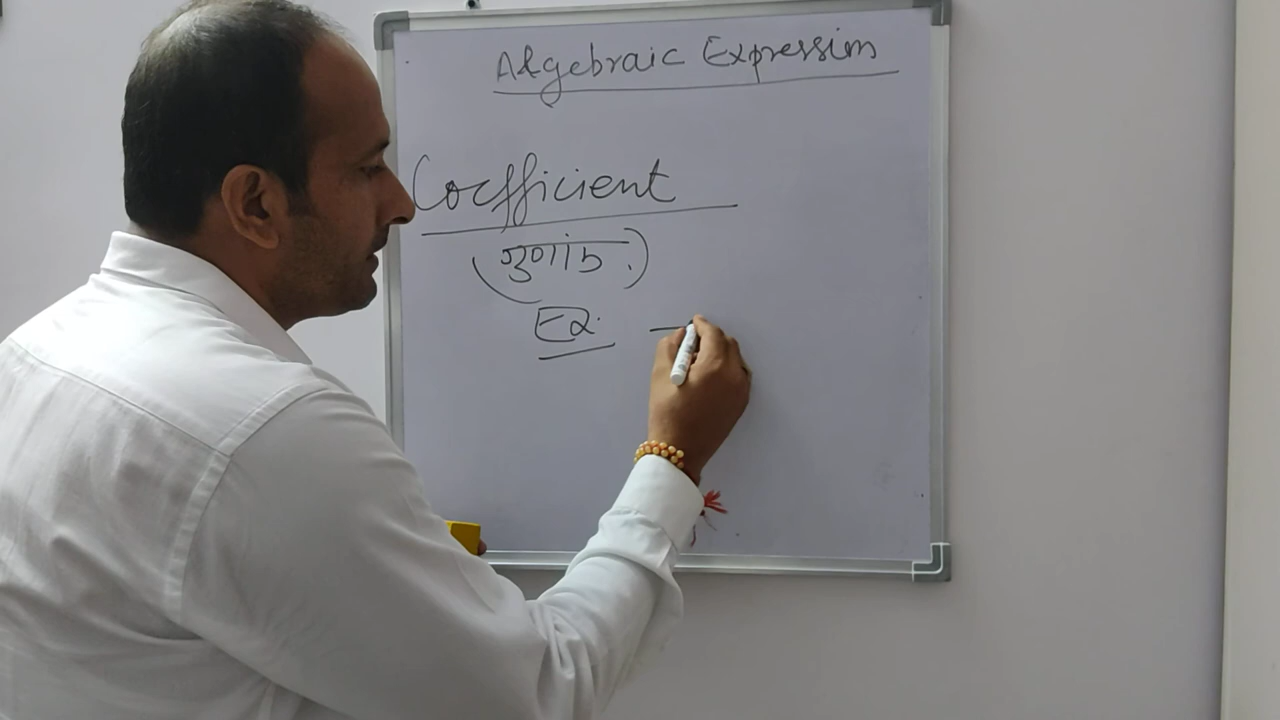 Algebraic Expression
Coefficient
(गुणांक)
Ex. —